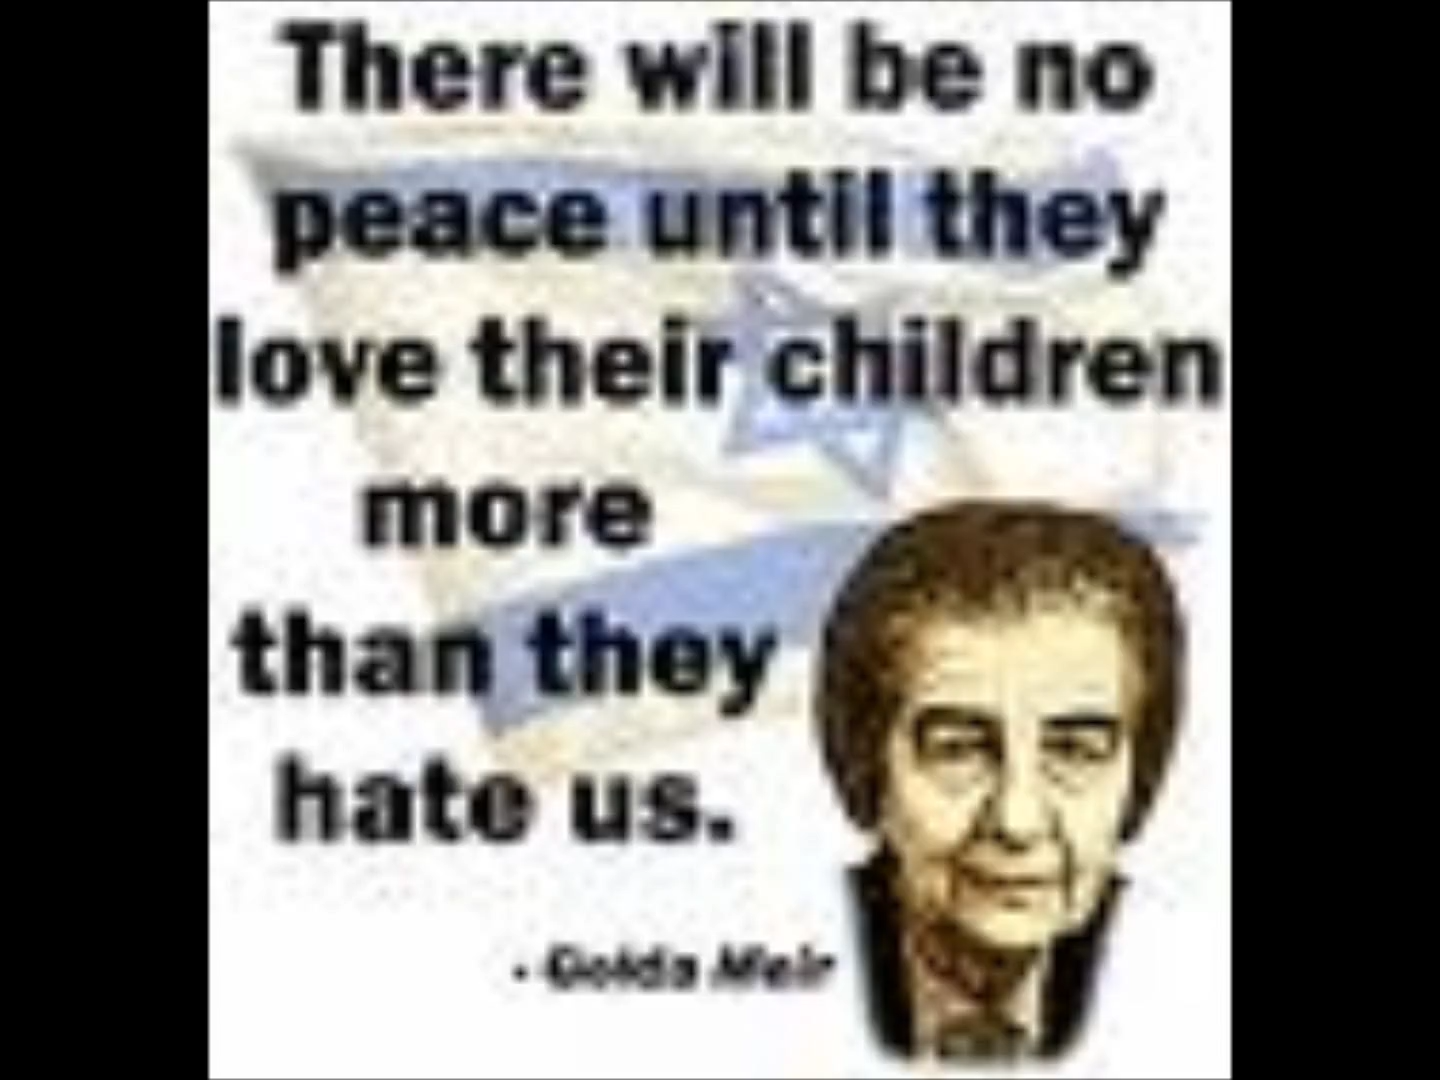 There will be no
peace until they
love their children
more
than they
hate us.
- Golda Meir